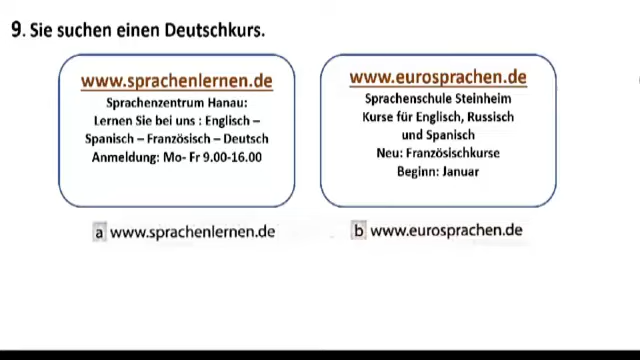 9. Sie suchen einen Deutschkurs.
www.sprachenlernen.de
Sprachenzentrum Hanau:
Lernen Sie bei uns : Englisch –
Spanisch – Französisch – Deutsch
Anmeldung: Mo- Fr 9.00-16.00
www.eurosprachen.de
Sprachenschule Steinheim
Kurse für Englisch, Russisch
und Spanisch
Neu: Französischkurse
Beginn: Januar
a www.sprachenlernen.de
b www.eurosprachen.de